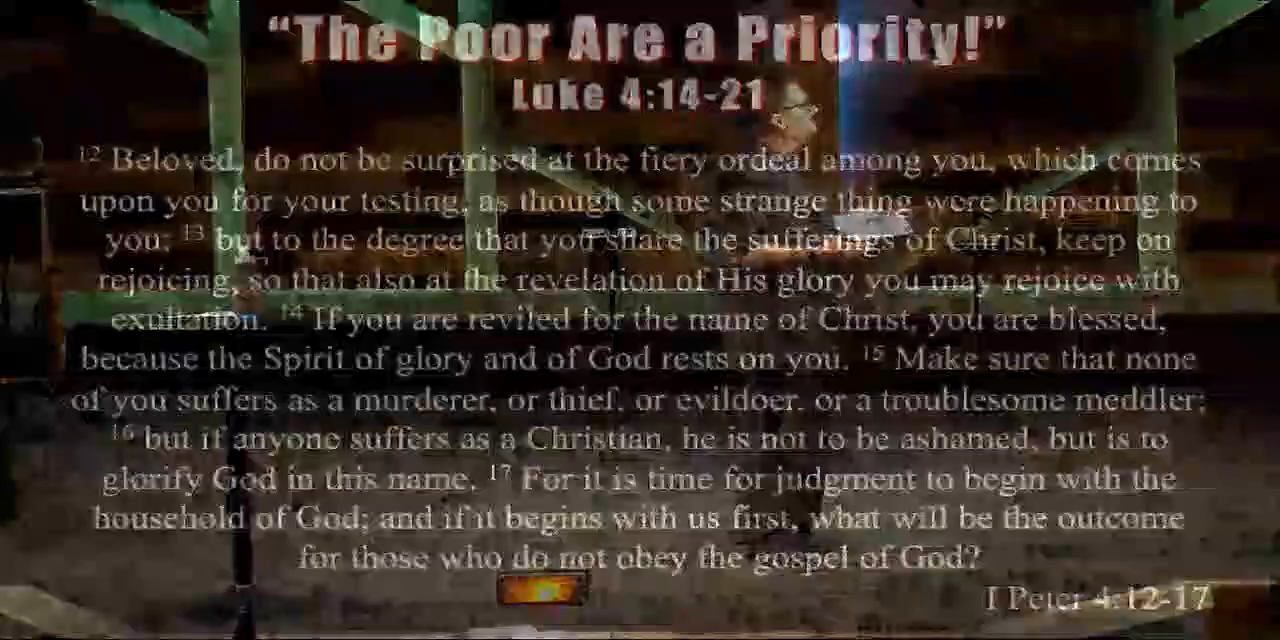 “The Poor Are a Priority!”
Luke 4:14-21
12 Beloved, do not be surprised at the fiery ordeal among you, which comes
upon you for your testing, as though some strange thing were happening to
you; 13 but to the degree that you share the sufferings of Christ, keep on
rejoicing, so that also at the revelation of His glory you may rejoice with
exultation. 14 If you are reviled for the name of Christ, you are blessed,
because the Spirit of glory and of God rests on you. 15 Make sure that none
of you suffers as a murderer, or thief, or evildoer, or a troublesome meddler;
16 but if anyone suffers as a Christian, he is not to be ashamed, but is to
glorify God in this name. 17 For it is time for judgment to begin with the
household of God; and if it begins with us first, what will be the outcome
for those who do not obey the gospel of God?
I Peter 4:12-17